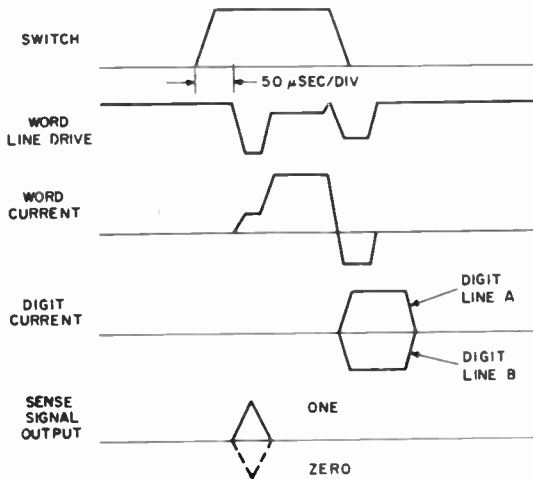 SWITCH
50 μSEC/DIV
WORD
LINE DRIVE
WORD
CURRENT
DIGIT
CURRENT
DIGIT
LINE A
DIGIT
LINE B
SENSE
SIGNAL
OUTPUT
ONE
ZERO